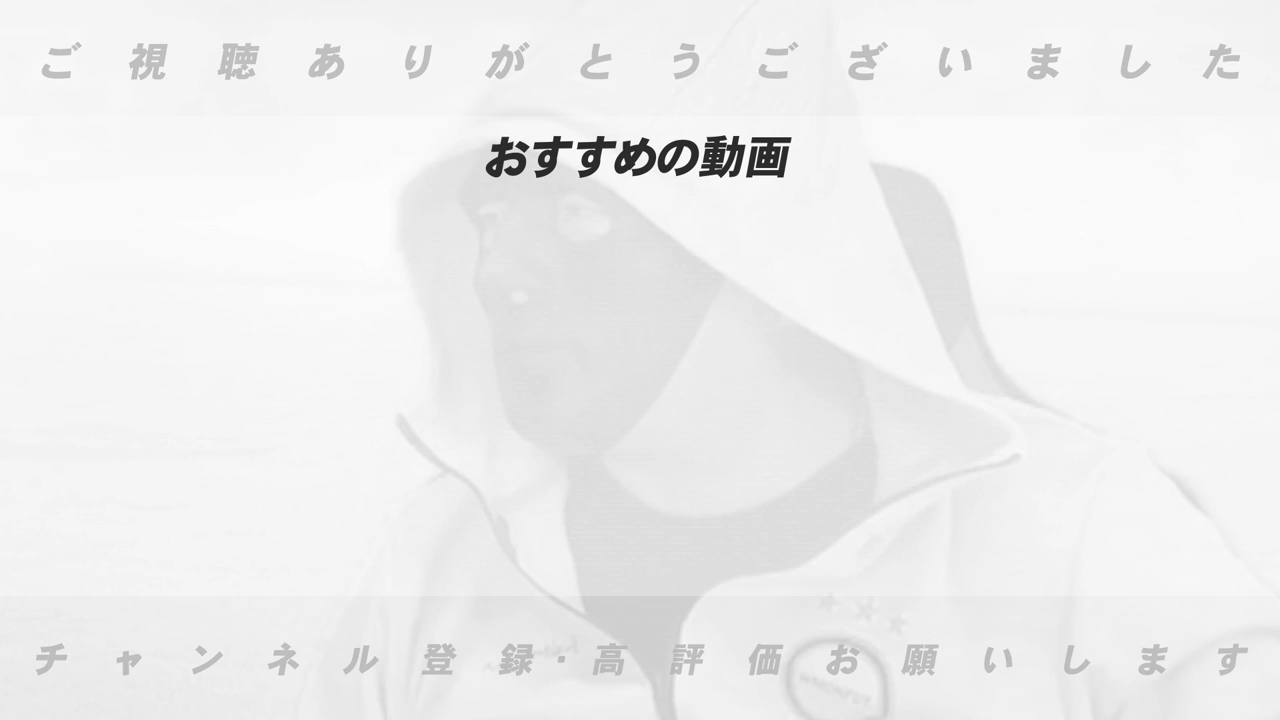 ご視聴ありがとうございました
おすすめの動画
チャンネル登録・高評価お願いします